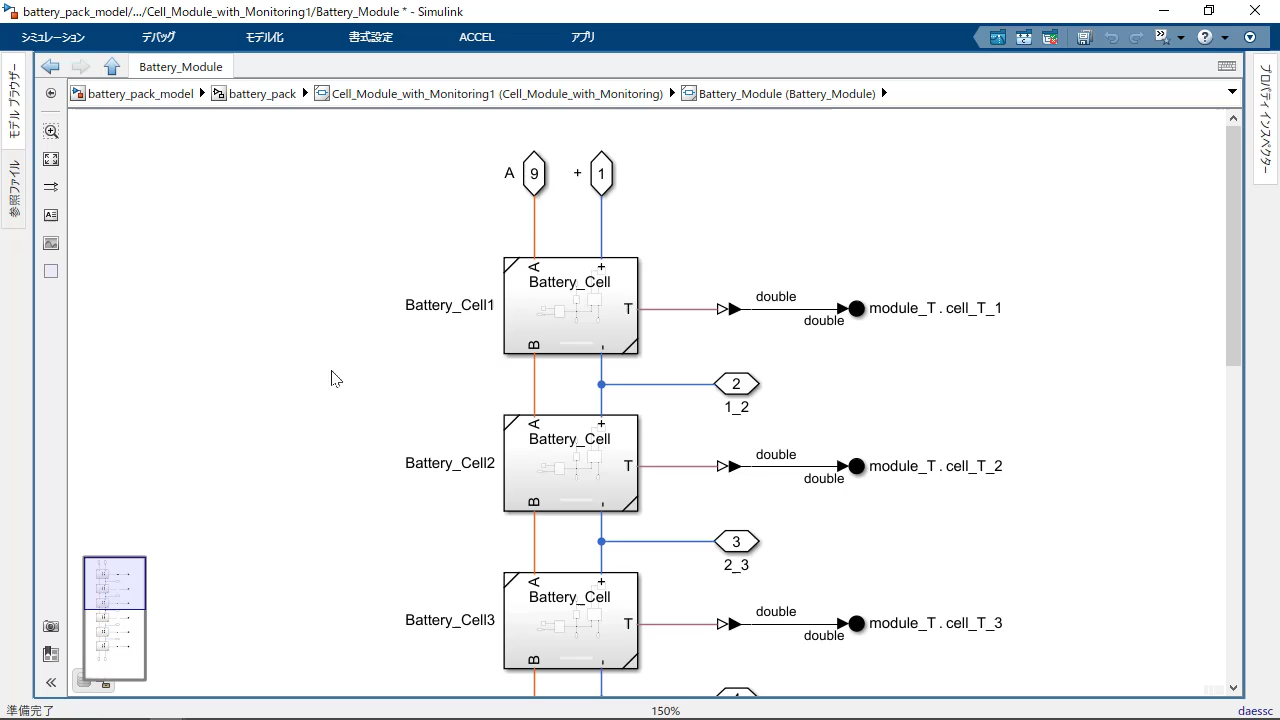 battery_pack_model/.../Cell_Module_with_Monitoring1/Battery_Module * - Simulink
シミュレーション デバッグ モデル化 書式設定 ACCEL アプリ
Battery_Module
battery_pack_model battery_pack Cell_Module_with_Monitoring1 (Cell_Module_with_Monitoring) Battery_Module (Battery_Module)
モデル ブラウザー
参照ファイル
プロパティ インスペクター
A 9 + 1
A +
Battery_Cell
Battery_Cell1
T
B -
double
double
module_T . cell_T_1
2
1_2
A +
Battery_Cell
Battery_Cell2
T
B -
double
double
module_T . cell_T_2
3
2_3
A +
Battery_Cell
Battery_Cell3
T
B -
double
double
module_T . cell_T_3
準備完了 150% daessc